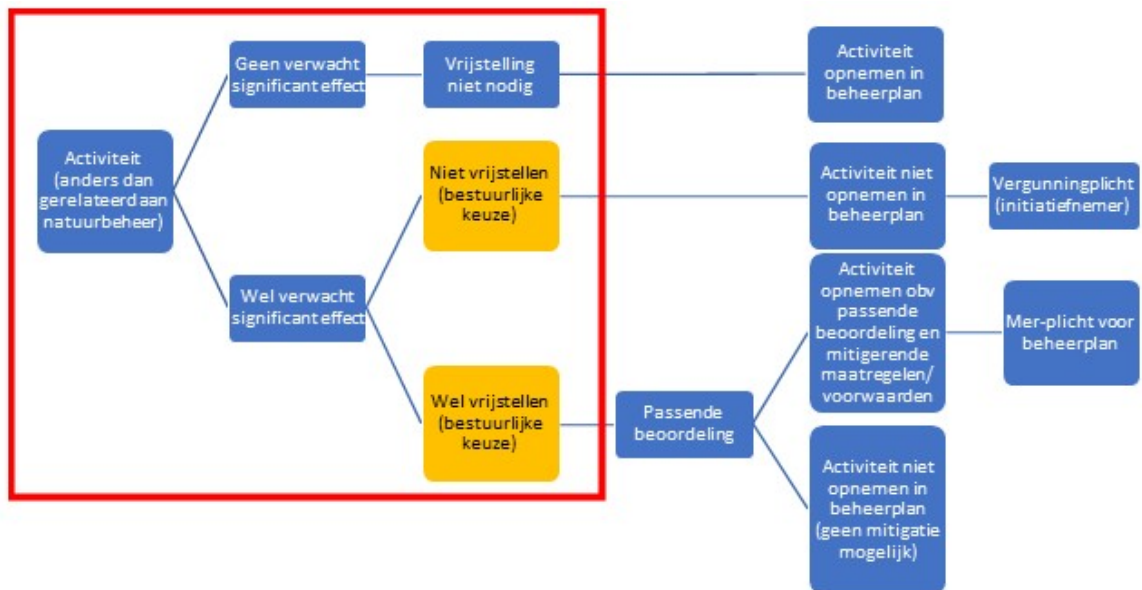 Activiteit
(anders dan
gerelateerd aan
natuurbeheer)
Geen verwacht
significant effect
Vrijstelling
niet nodig
Activiteit
opnemen in
beheerplan
Wel verwacht
significant effect
Niet vrijstellen
(bestuurlijke
keuze)
Activiteit niet
opnemen in
beheerplan
Vergunningplicht
(initiatiefnemer)
Wel vrijstellen
(bestuurlijke
keuze)
Passende
beoordeling
Activiteit
opnemen obv
passende
beoordeling en
mitigerende
maatregelen/
voorwaarden
Mer-plicht voor
beheerplan
Activiteit niet
opnemen in
beheerplan
(geen mitigatie
mogelijk)